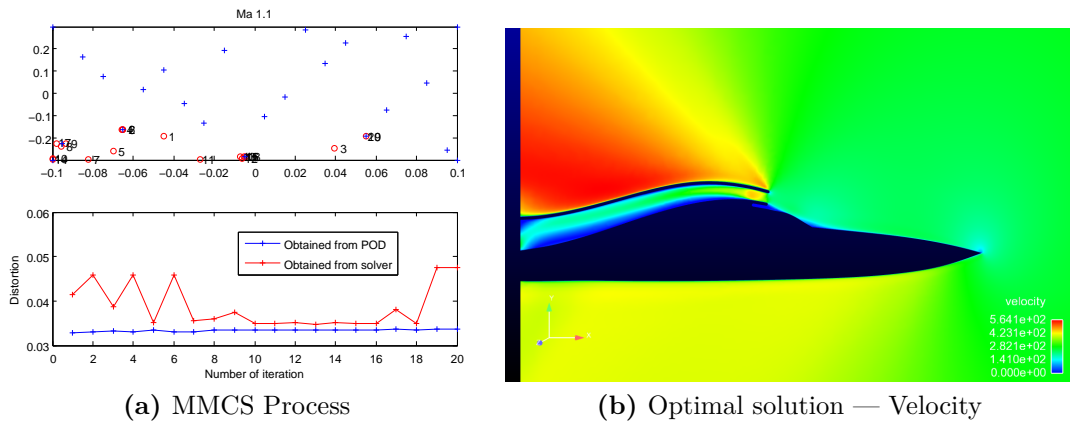 Ma 1.1
0.2
0.1
0
−0.1
−0.2
−0.1 −0.08 −0.06 −0.04 −0.02 0 0.02 0.04 0.06 0.08 0.1
5
7
11
1
3
0.06
0.05
0.04
0.03
Distortion
Obtained from POD
Obtained from solver
0 2 4 6 8 10 12 14 16 18 20
Number of iteration
velocity
5.641e+02
4.231e+02
2.821e+02
1.410e+02
0.000e+00
Y
X
(a) MMCS Process
(b) Optimal solution — Velocity